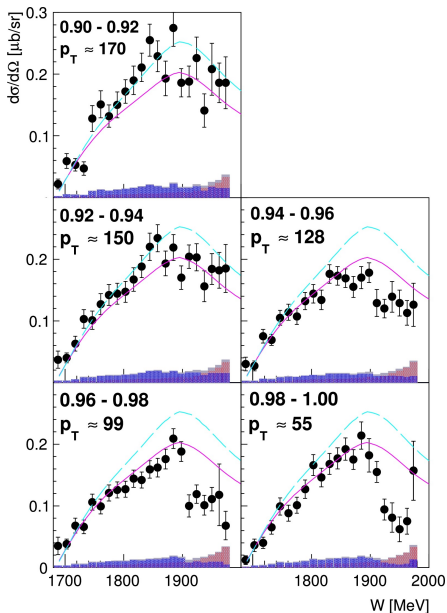 dσ/dΩ [μb/sr]
0.3
0.2
0.1
0.90 - 0.92
p_T ≈ 170
0.2
0.1
0.92 - 0.94
p_T ≈ 150
0.94 - 0.96
p_T ≈ 128
0.2
0.1
0
0.96 - 0.98
p_T ≈ 99
0.98 - 1.00
p_T ≈ 55
1700 1800 1900 1800 1900 2000
W [MeV]